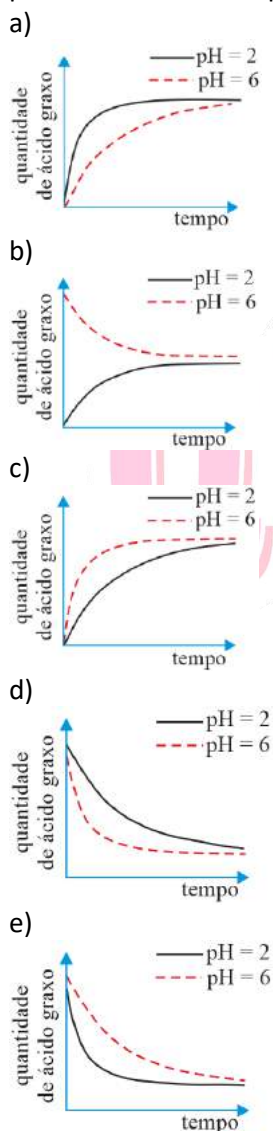 a)
pH = 2
pH = 6
quantidade
de ácido graxo
tempo
b)
pH = 2
pH = 6
quantidade
de ácido graxo
tempo
c)
pH = 2
pH = 6
quantidade
de ácido graxo
tempo
d)
pH = 2
pH = 6
quantidade
de ácido graxo
tempo
e)
pH = 2
pH = 6
quantidade
de ácido graxo
tempo